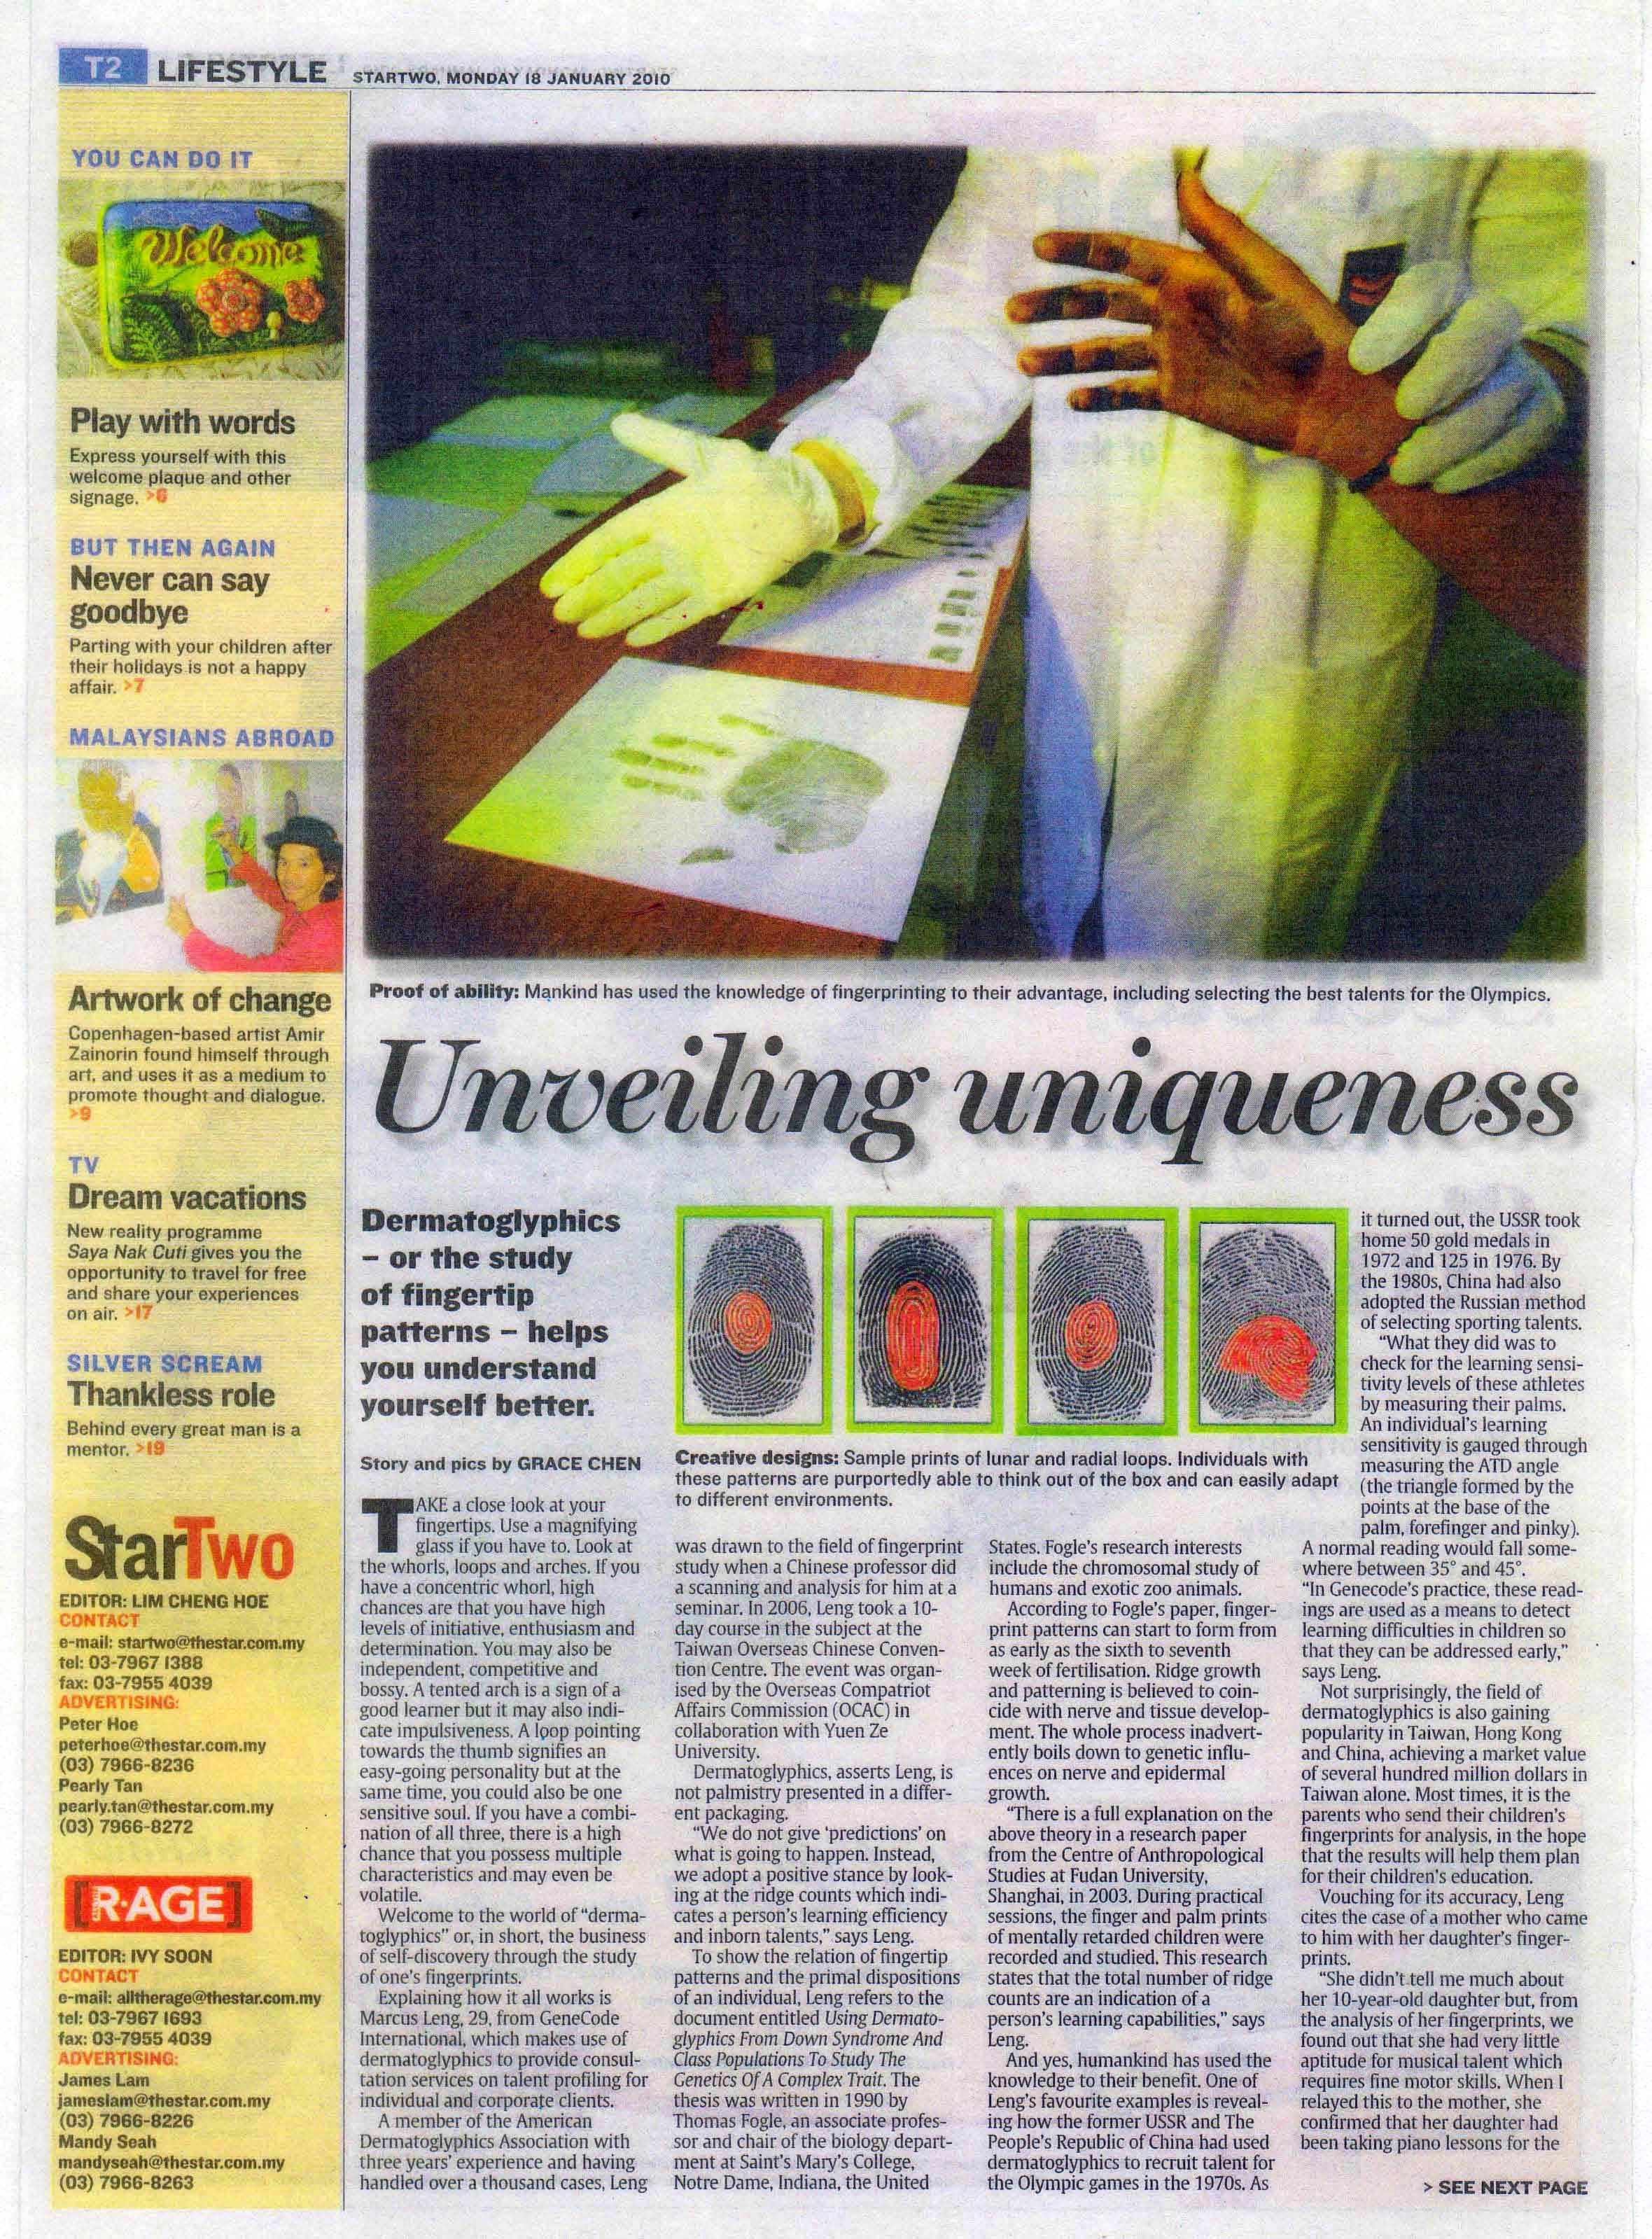 T2 LIFESTYLE STARTWO, MONDAY 18 JANUARY 2010
YOU CAN DO IT
Welcome
Play with words
Express yourself with this
welcome plaque and other
signage. >6
BUT THEN AGAIN
Never can say
goodbye
Parting with your children after
their holidays is not a happy
affair. >7
MALAYSIANS ABROAD
Artwork of change
Copenhagen-based artist Amir
Zainorin found himself through
art, and uses it as a medium to
promote thought and dialogue.
>9
TV
Dream vacations
New reality programme
Saya Nak Cuti gives you the
opportunity to travel for free
and share your experiences
on air. >17
SILVER SCREAM
Thankless role
Behind every great man is a
mentor. >19
StarTwo
EDITOR: LIM CHENG HOE
CONTACT
e-mail: startwo@thestar.com.my
tel: 03-7967 1388
fax: 03-7955 4039
ADVERTISING:
Peter Hoe
peterhoe@thestar.com.my
(03) 7966-8236
Pearly Tan
pearly.tan@thestar.com.my
(03) 7966-8272
[R·AGE]
EDITOR: IVY SOON
CONTACT
e-mail: alltherage@thestar.com.my
tel: 03-7967 1693
fax: 03-7955 4039
ADVERTISING:
James Lam
jameslam@thestar.com.my
(03) 7966-8226
Mandy Seah
mandyseah@thestar.com.my
(03) 7966-8263
Proof of ability: Mankind has used the knowledge of fingerprinting to their advantage, including selecting the best talents for the Olympics.
Unveiling uniqueness
Dermatoglyphics
– or the study
of fingertip
patterns – helps
you understand
yourself better.
Story and pics by GRACE CHEN
TAKE a close look at your
fingertips. Use a magnifying
glass if you have to. Look at
the whorls, loops and arches. If you
have a concentric whorl, high
chances are that you have high
levels of initiative, enthusiasm and
determination. You may also be
independent, competitive and
bossy. A tented arch is a sign of a
good learner but it may also indi-
cate impulsiveness. A loop pointing
towards the thumb signifies an
easy-going personality but at the
same time, you could also be one
sensitive soul. If you have a combi-
nation of all three, there is a high
chance that you possess multiple
characteristics and may even be
volatile.
Welcome to the world of "derma-
toglyphics" or, in short, the business
of self-discovery through the study
of one's fingerprints.
Explaining how it all works is
Marcus Leng, 29, from GeneCode
International, which makes use of
dermatoglyphics to provide consul-
tation services on talent profiling for
individual and corporate clients.
A member of the American
Dermatoglyphics Association with
three years' experience and having
handled over a thousand cases, Leng
Creative designs: Sample prints of lunar and radial loops. Individuals with
these patterns are purportedly able to think out of the box and can easily adapt
to different environments.
was drawn to the field of fingerprint
study when a Chinese professor did
a scanning and analysis for him at a
seminar. In 2006, Leng took a 10-
day course in the subject at the
Taiwan Overseas Chinese Conven-
tion Centre. The event was organ-
ised by the Overseas Compatriot
Affairs Commission (OCAC) in
collaboration with Yuen Ze
University.
Dermatoglyphics, asserts Leng, is
not palmistry presented in a differ-
ent packaging.
"We do not give 'predictions' on
what is going to happen. Instead,
we adopt a positive stance by look-
ing at the ridge counts which indi-
cates a person's learning efficiency
and inborn talents," says Leng.
To show the relation of fingertip
patterns and the primal dispositions
of an individual, Leng refers to the
document entitled Using Dermato-
glyphics From Down Syndrome And
Class Populations To Study The
Genetics Of A Complex Trait. The
thesis was written in 1990 by
Thomas Fogle, an associate profes-
sor and chair of the biology depart-
ment at Saint's Mary's College,
Notre Dame, Indiana, the United
States. Fogle's research interests
include the chromosomal study of
humans and exotic zoo animals.
According to Fogle's paper, finger-
print patterns can start to form from
as early as the sixth to seventh
week of fertilisation. Ridge growth
and patterning is believed to coin-
cide with nerve and tissue develop-
ment. The whole process inadvert-
ently boils down to genetic influ-
ences on nerve and epidermal
growth.
"There is a full explanation on the
above theory in a research paper
from the Centre of Anthropological
Studies at Fudan University,
Shanghai, in 2003. During practical
sessions, the finger and palm prints
of mentally retarded children were
recorded and studied. This research
states that the total number of ridge
counts are an indication of a
person's learning capabilities," says
Leng.
And yes, humankind has used the
knowledge to their benefit. One of
Leng's favourite examples is reveal-
ing how the former USSR and The
People's Republic of China had used
dermatoglyphics to recruit talent for
the Olympic games in the 1970s. As
it turned out, the USSR took
home 50 gold medals in
1972 and 125 in 1976. By
the 1980s, China had also
adopted the Russian method
of selecting sporting talents.
"What they did was to
check for the learning sensi-
tivity levels of these athletes
by measuring their palms.
An individual's learning
sensitivity is gauged through
measuring the ATD angle
(the triangle formed by the
points at the base of the
palm, forefinger and pinky).
A normal reading would fall some-
where between 35° and 45°.
"In Genecode's practice, these read-
ings are used as a means to detect
learning difficulties in children so
that they can be addressed early,"
says Leng.
Not surprisingly, the field of
dermatoglyphics is also gaining
popularity in Taiwan, Hong Kong
and China, achieving a market value
of several hundred million dollars in
Taiwan alone. Most times, it is the
parents who send their children's
fingerprints for analysis, in the hope
that the results will help them plan
for their children's education.
Vouching for its accuracy, Leng
cites the case of a mother who came
to him with her daughter's finger-
prints.
"She didn't tell me much about
her 10-year-old daughter but, from
the analysis of her fingerprints, we
found out that she had very little
aptitude for musical talent which
requires fine motor skills. When I
relayed this to the mother, she
confirmed that her daughter had
been taking piano lessons for the
> SEE NEXT PAGE